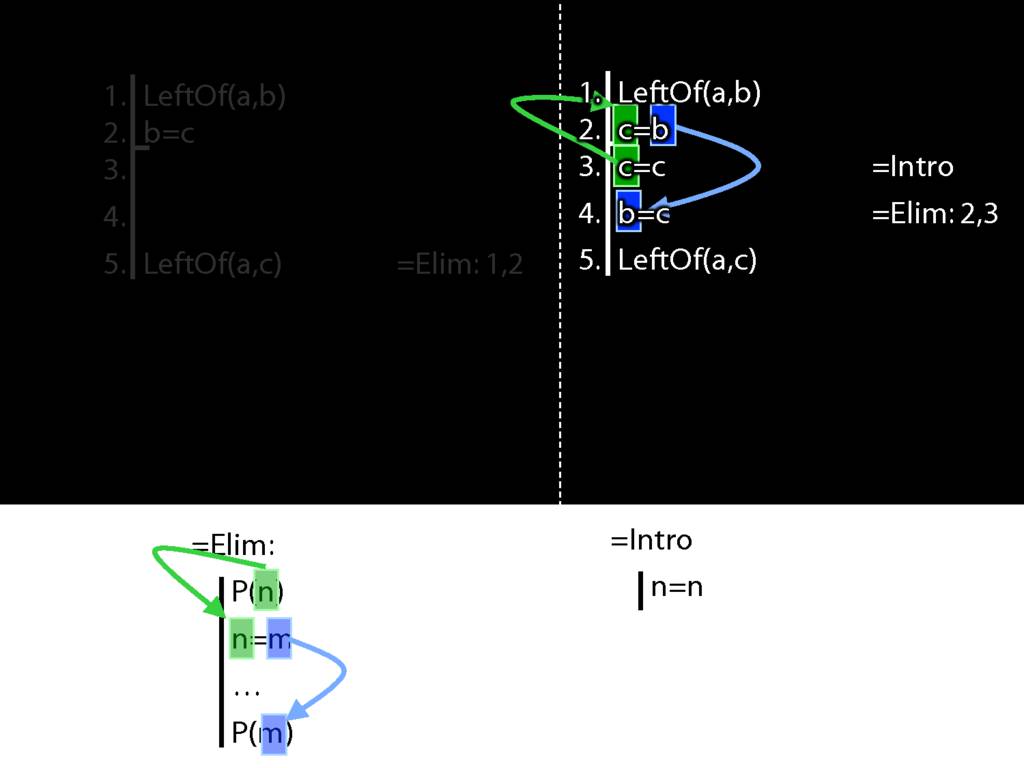 1. LeftOf(a,b)
2. b=c
3.
4.
5. LeftOf(a,c) =Elim: 1,2
1. LeftOf(a,b)
2. c=b
3. c=c =Intro
4. b=c =Elim: 2,3
5. LeftOf(a,c)
=Elim:
P(n)
n=m
…
P(m)
=Intro
n=n